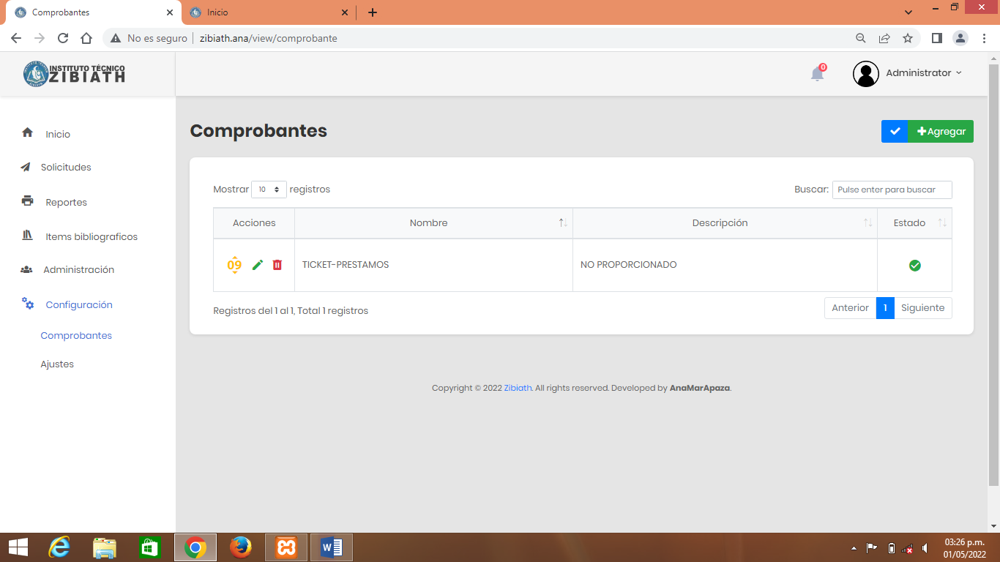 Comprobantes
Inicio
No es seguro
zibiath.ana/view/comprobante
INSTITUTO TÉCNICO
ZIBIATH
0
Administrator
Inicio
Solicitudes
Reportes
Items bibliograficos
Administración
Configuración
Comprobantes
Ajustes
Comprobantes
Agregar
Mostrar 10 registros
Buscar: Pulse enter para buscar
Acciones Nombre Descripción Estado
09 TICKET-PRESTAMOS NO PROPORCIONADO
Registros del 1 al 1, Total 1 registros
Anterior 1 Siguiente
Copyright © 2022 Zibiath. All rights reserved. Developed by AnaMarApaza.
03:26 p.m.
01/05/2022